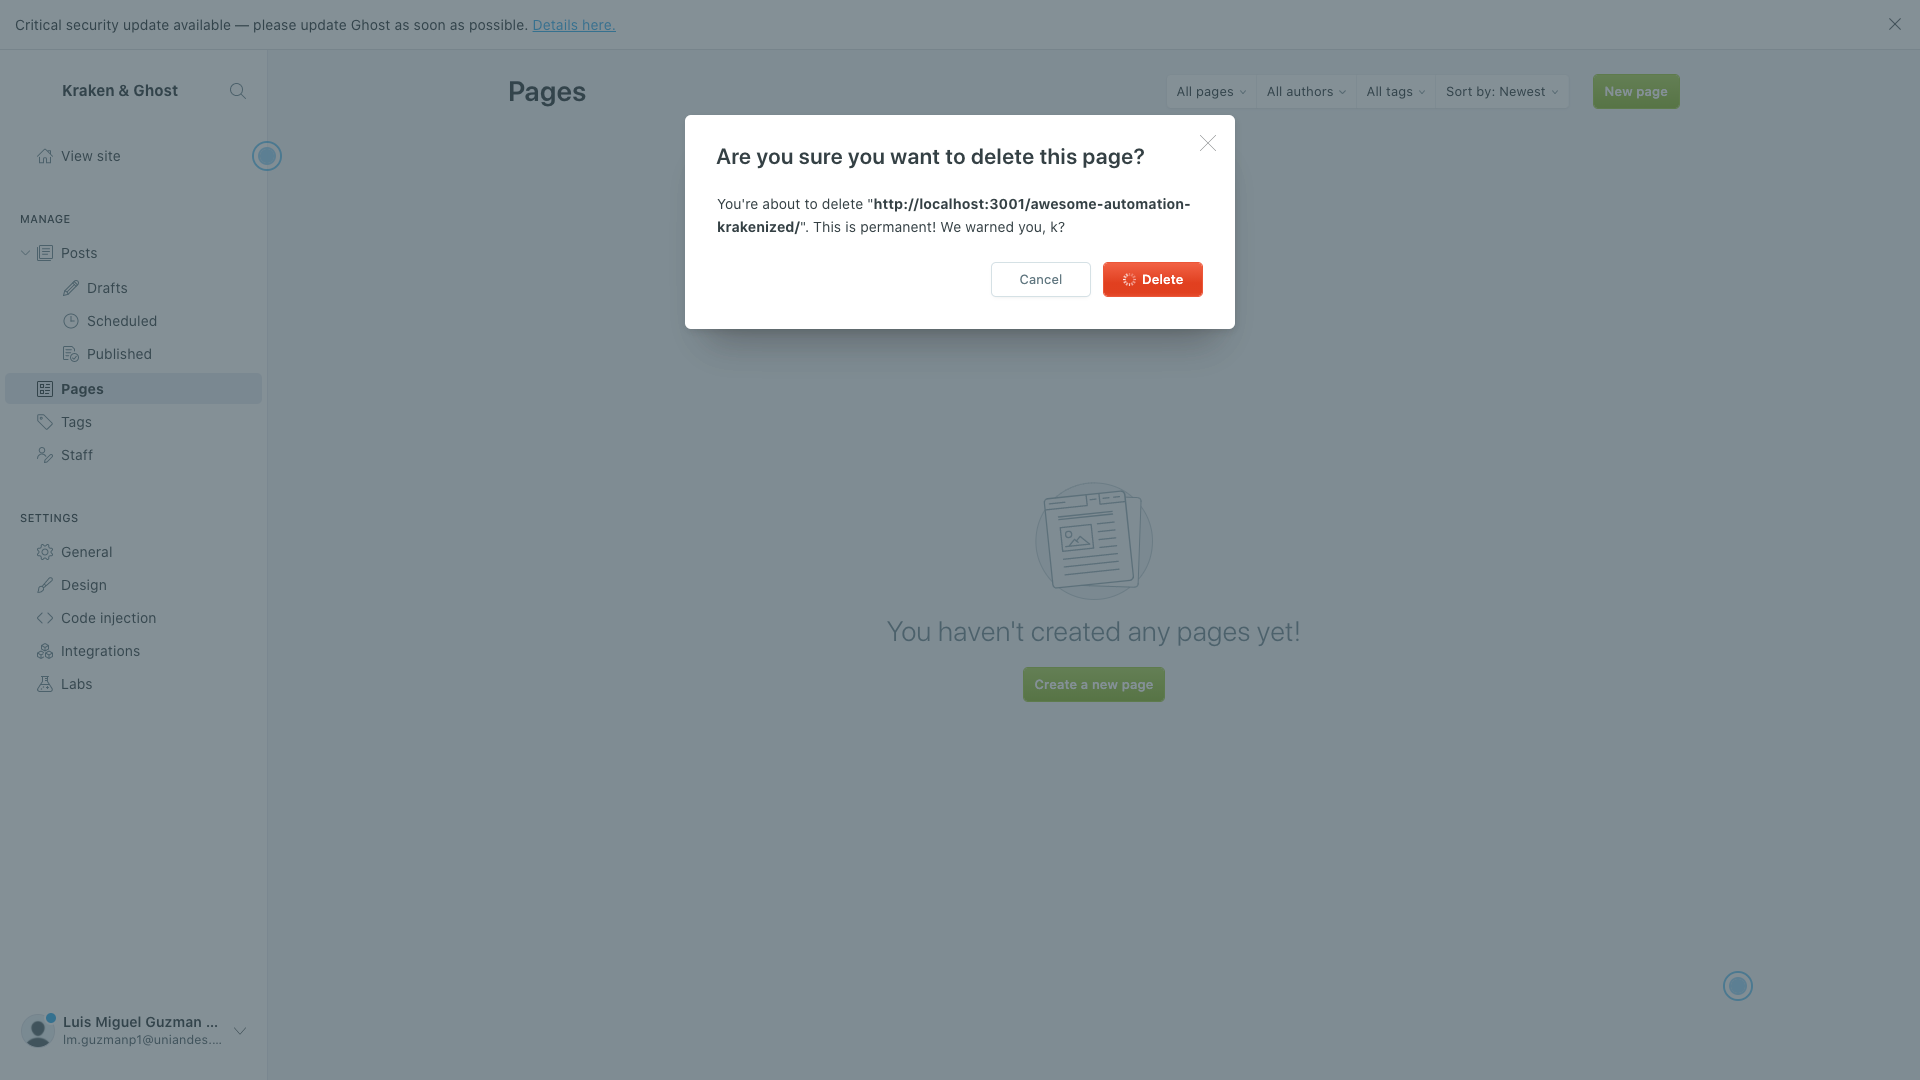 Critical security update available — please update Ghost as soon as possible. Details here.
Kraken & Ghost
View site
MANAGE
Posts
Drafts
Scheduled
Published
Pages
Tags
Staff
SETTINGS
General
Design
Code injection
Integrations
Labs
Luis Miguel Guzman ...
lm.guzmanp1@uniandes....
Pages
All pages
All authors
All tags
Sort by: Newest
New page
Are you sure you want to delete this page?
You're about to delete "http://localhost:3001/awesome-automation-
krakenized/". This is permanent! We warned you, k?
Cancel
Delete
You haven't created any pages yet!
Create a new page